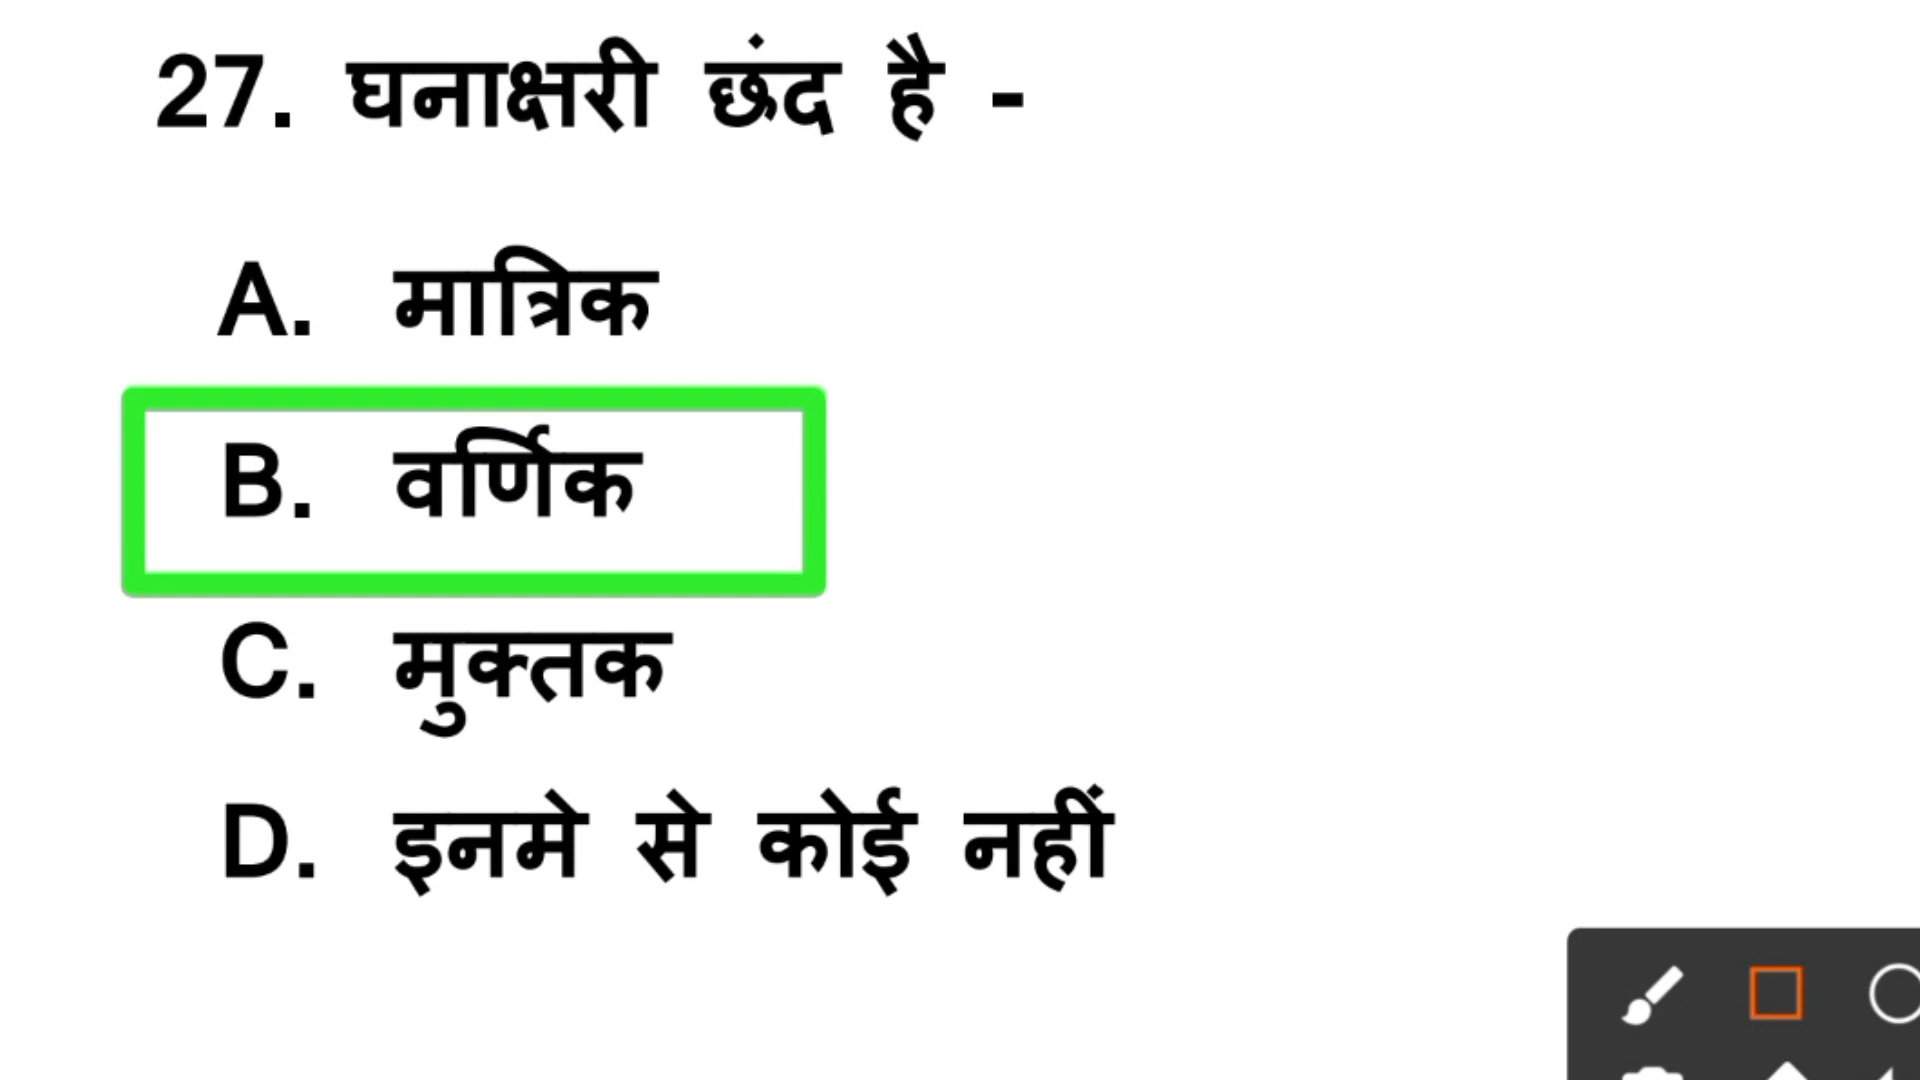 27. घनाक्षरी छंद है -
A. मात्रिक
B. वर्णिक
C. मुक्तक
D. इनमे से कोई नहीं